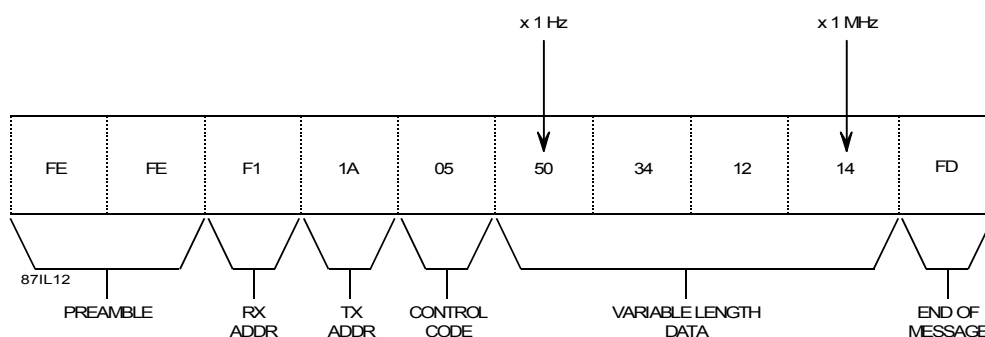 x 1 Hz x 1 MHz
FE FE F1 1A 05 50 34 12 14 FD
87IL12
PREAMBLE RX ADDR TX ADDR CONTROL CODE VARIABLE LENGTH DATA END OF MESSAGE